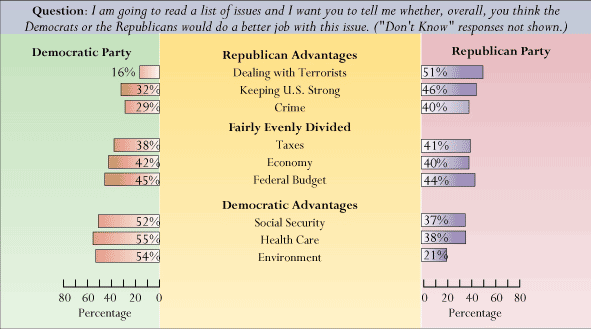 Question: I am going to read a list of issues and I want you to tell me whether, overall, you think the
Democrats or the Republicans would do a better job with this issue. ("Don't Know" responses not shown.)
Democratic Party
Republican Advantages
Republican Party
16% Dealing with Terrorists 51%
32% Keeping U.S. Strong 46%
29% Crime 40%
Fairly Evenly Divided
38% Taxes 41%
42% Economy 40%
45% Federal Budget 44%
Democratic Advantages
52% Social Security 37%
55% Health Care 38%
54% Environment 21%
80 60 40 20 0
0 20 40 60 80
Percentage
Percentage